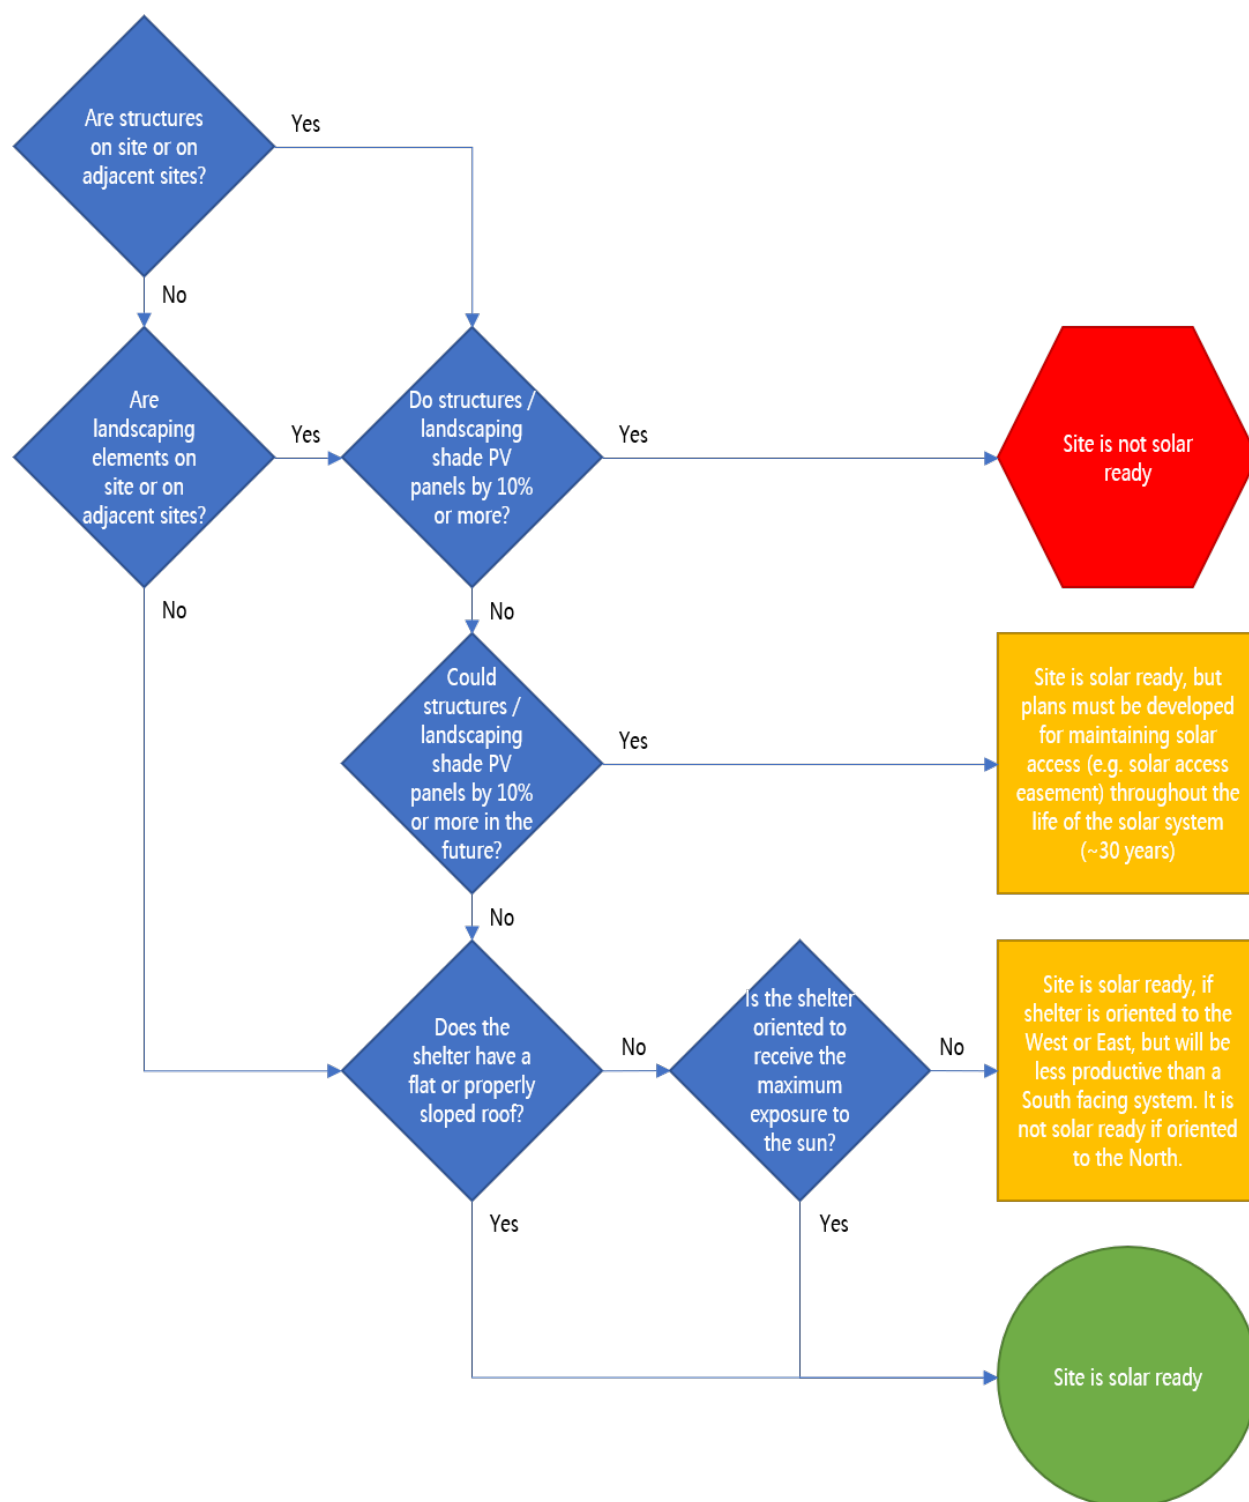 Are structures
on site or on
adjacent sites?
Yes
No
Are
landscaping
elements on
site or on
adjacent sites?
Yes
No
Do structures /
landscaping
shade PV
panels by 10%
or more?
Yes
No
Site is not solar
ready
Could
structures /
landscaping
shade PV
panels by 10%
or more in the
future?
Yes
No
Site is solar ready, but
plans must be developed
for maintaining solar
access (e.g. solar access
easement) throughout the
life of the solar system
(~30 years)
Does the
shelter have a
flat or properly
sloped roof?
No
Yes
Is the shelter
oriented to
receive the
maximum
exposure to
the sun?
No
Yes
Site is solar ready, if
shelter is oriented to the
West or East, but will be
less productive than a
South facing system. It is
not solar ready if oriented
to the North.
Site is solar ready